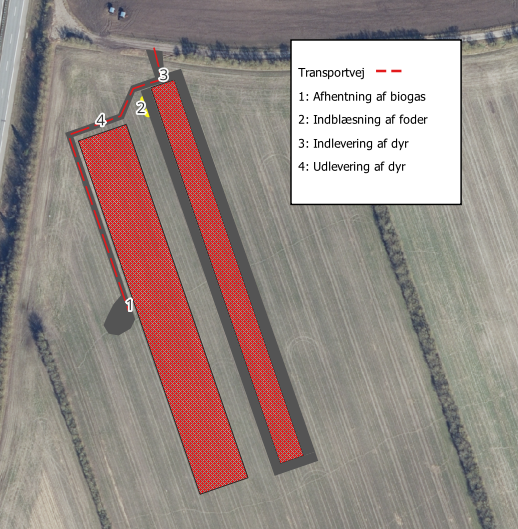 Transportvej
1: Afhentning af biogas
2: Indblæsning af foder
3: Indlevering af dyr
4: Udlevering af dyr
3
2
4
1